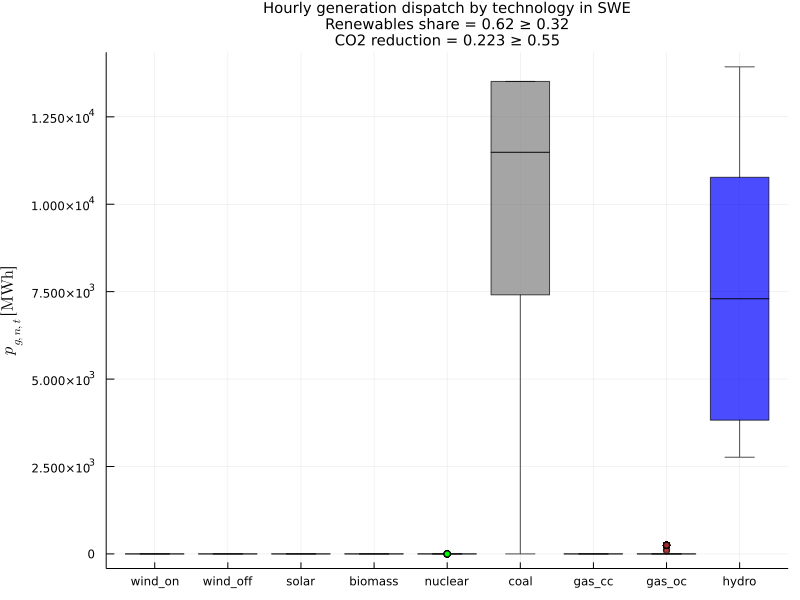 Hourly generation dispatch by technology in SWE
Renewables share = 0.62 ≥ 0.32
CO2 reduction = 0.223 ≥ 0.55
p_{g,n,t} [MWh]
1.250×10⁴
1.000×10⁴
7.500×10³
5.000×10³
2.500×10³
0
wind_on wind_off solar biomass nuclear coal gas_cc gas_oc hydro